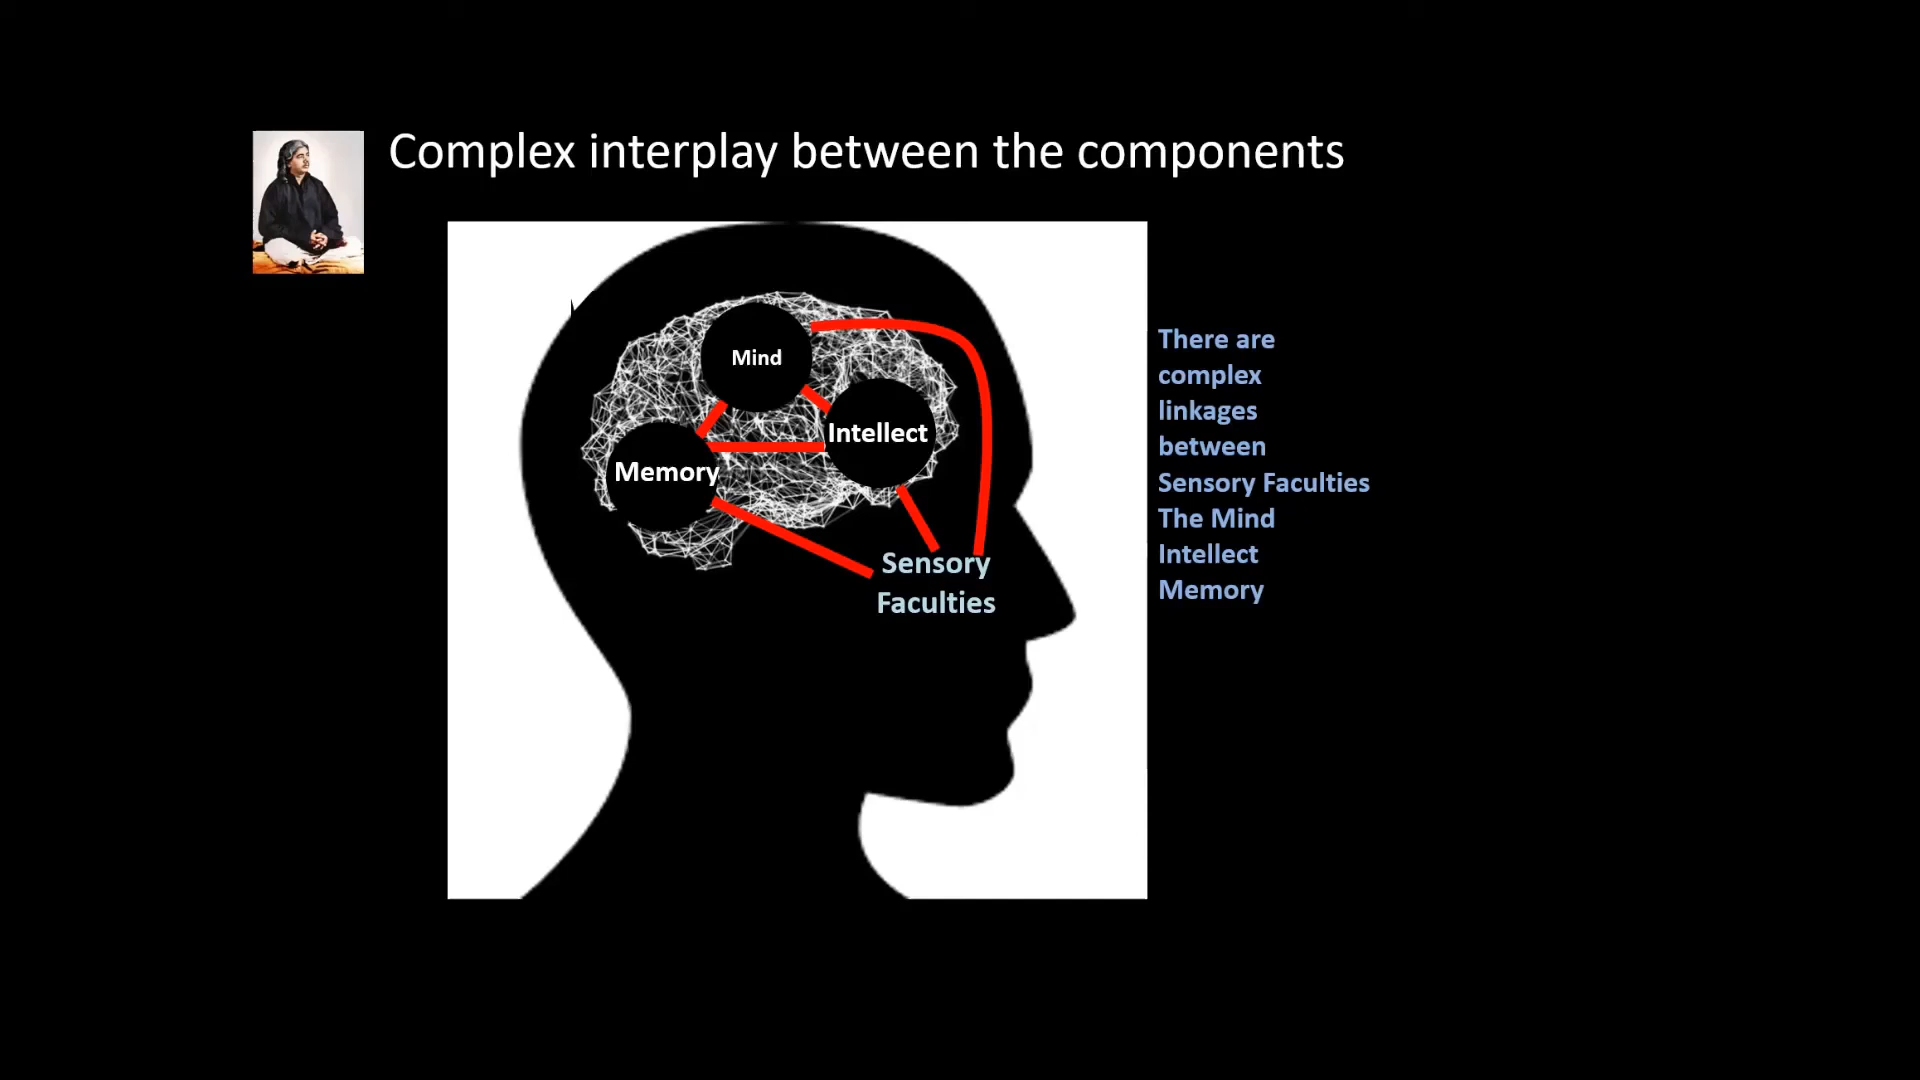 Complex interplay between the components
Mind
Intellect
Memory
Sensory
Faculties
There are
complex
linkages
between
Sensory Faculties
The Mind
Intellect
Memory